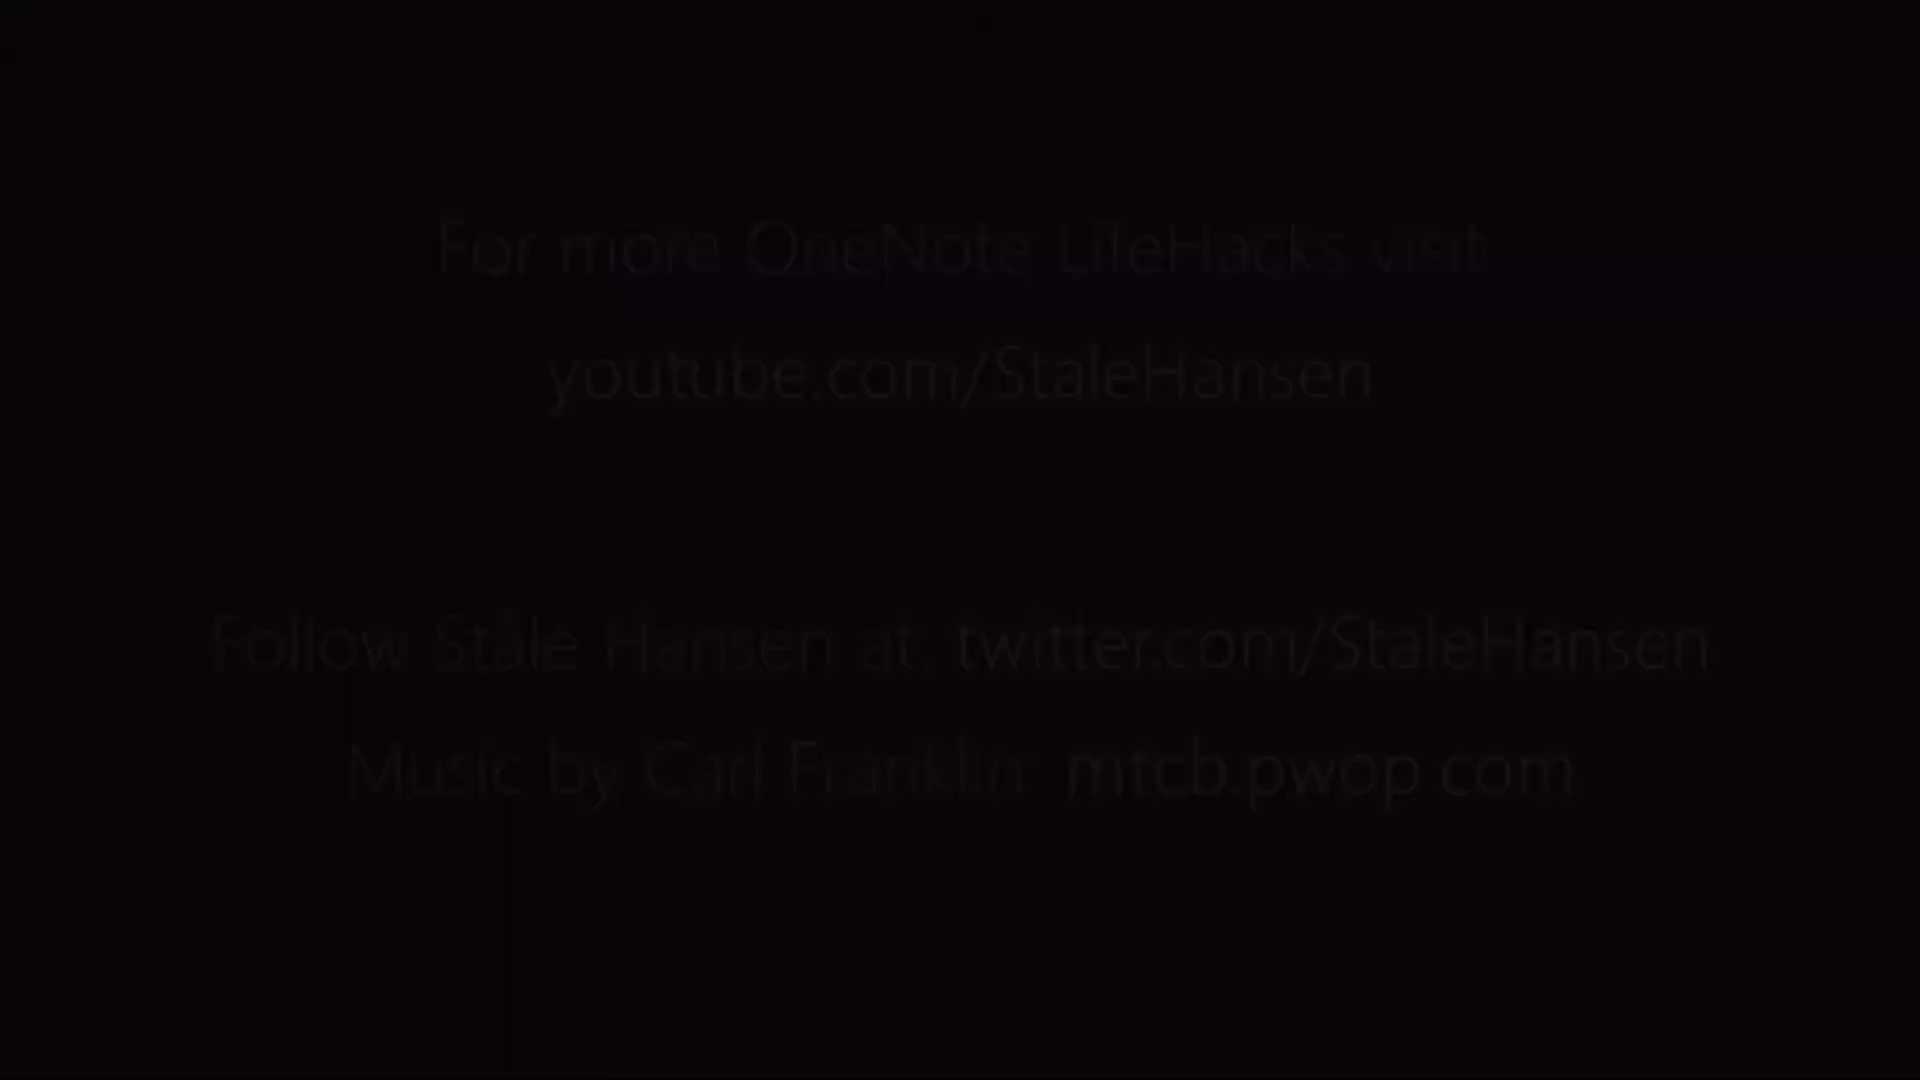 For more OneNote LifeHacks visit
youtube.com/StaleHansen
Follow Ståle Hansen at: twitter.com/StaleHansen
Music by Carl Franklin: mtcb.pwop.com